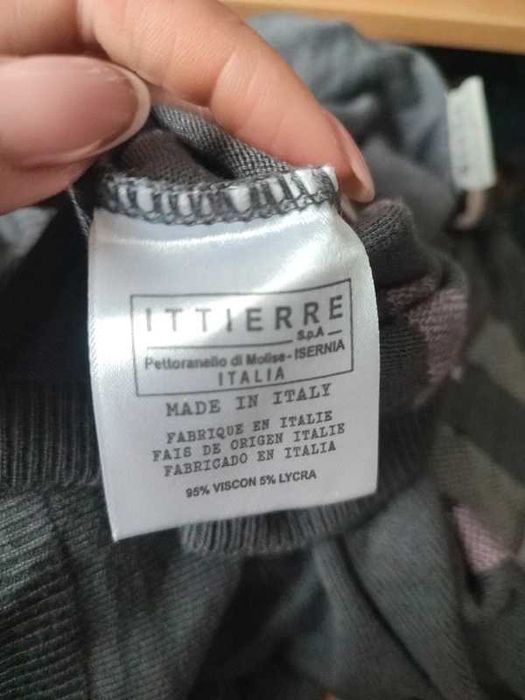 ITTIERRE
S.p.A
Pettoranello di Molise - ISERNIA
ITALIA
MADE IN ITALY
FABRIQUE EN ITALIE
FAIS DE ORIGEN ITALIE
FABRICADO EN ITALIA
95% VISCON 5% LYCRA